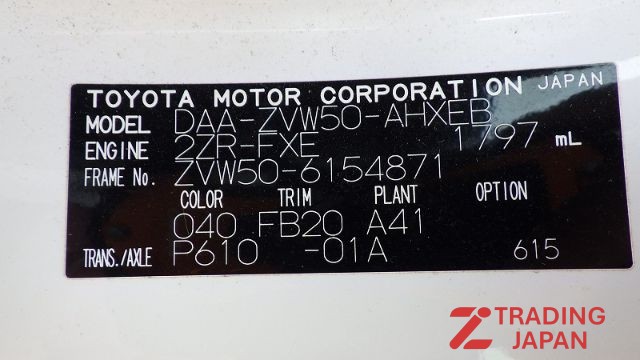 TOYOTA MOTOR CORPORATION JAPAN
MODEL DAA-ZVW50-AHXEB
ENGINE 2ZR-FXE 1797 mL
FRAME No. ZVW50-6154871
COLOR TRIM PLANT OPTION
040 FB20 A41
TRANS./AXLE P610 -01A 615
TRADING
JAPAN